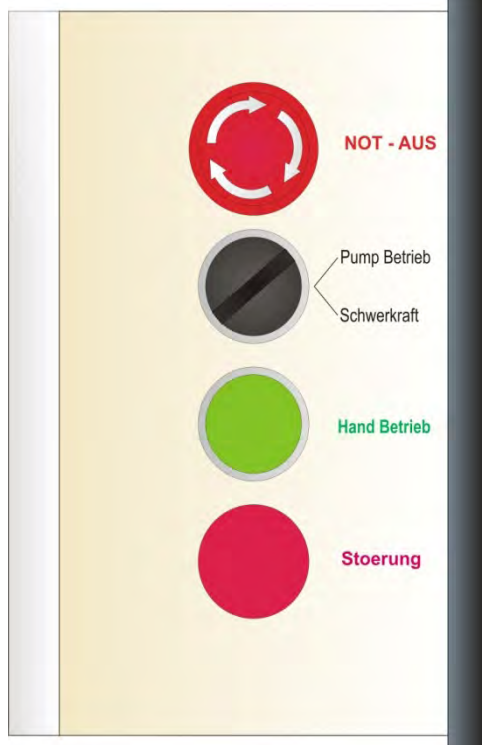 NOT - AUS
Pump Betrieb
Schwerkraft
Hand Betrieb
Stoerung